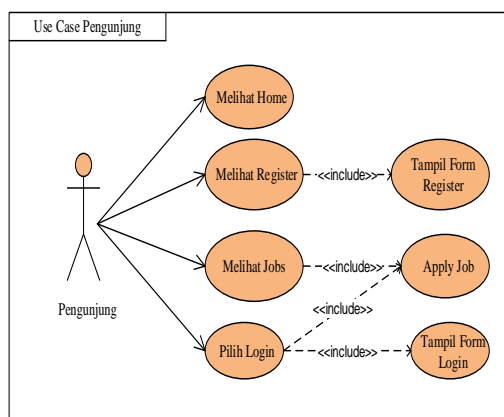 Use Case Pengunjung
Melihat Home
Melihat Register
<<include>>
Tampil Form
Register
Melihat Jobs
<<include>>
Apply Job
<<include>>
Pengunjung
Pilih Login
<<include>>
Tampil Form
Login